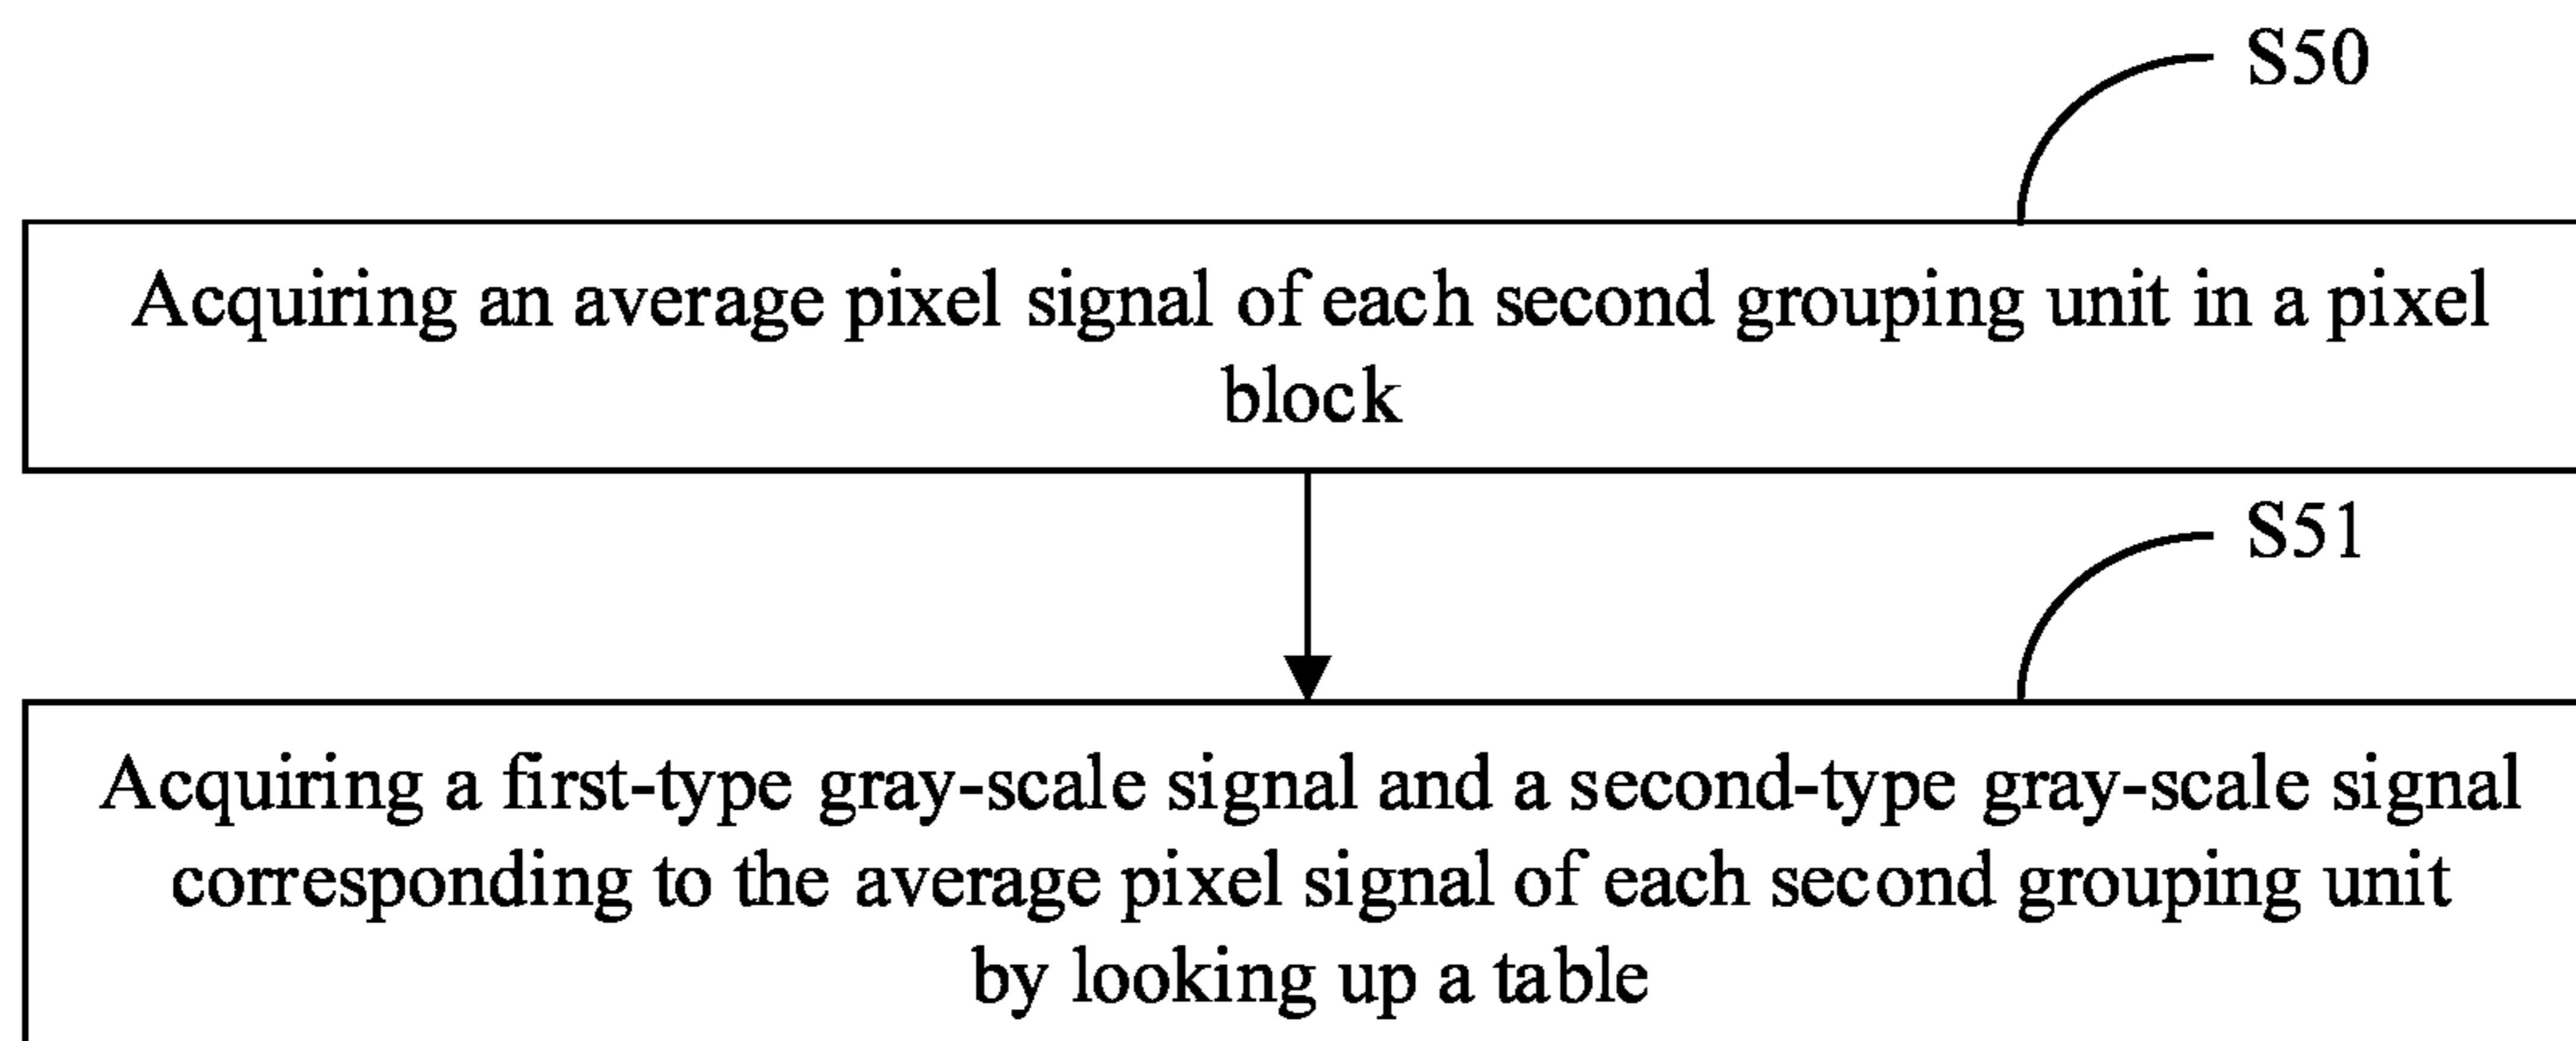 S50
Acquiring an average pixel signal of each second grouping unit in a pixel
block
S51
Acquiring a first-type gray-scale signal and a second-type gray-scale signal
corresponding to the average pixel signal of each second grouping unit
by looking up a table